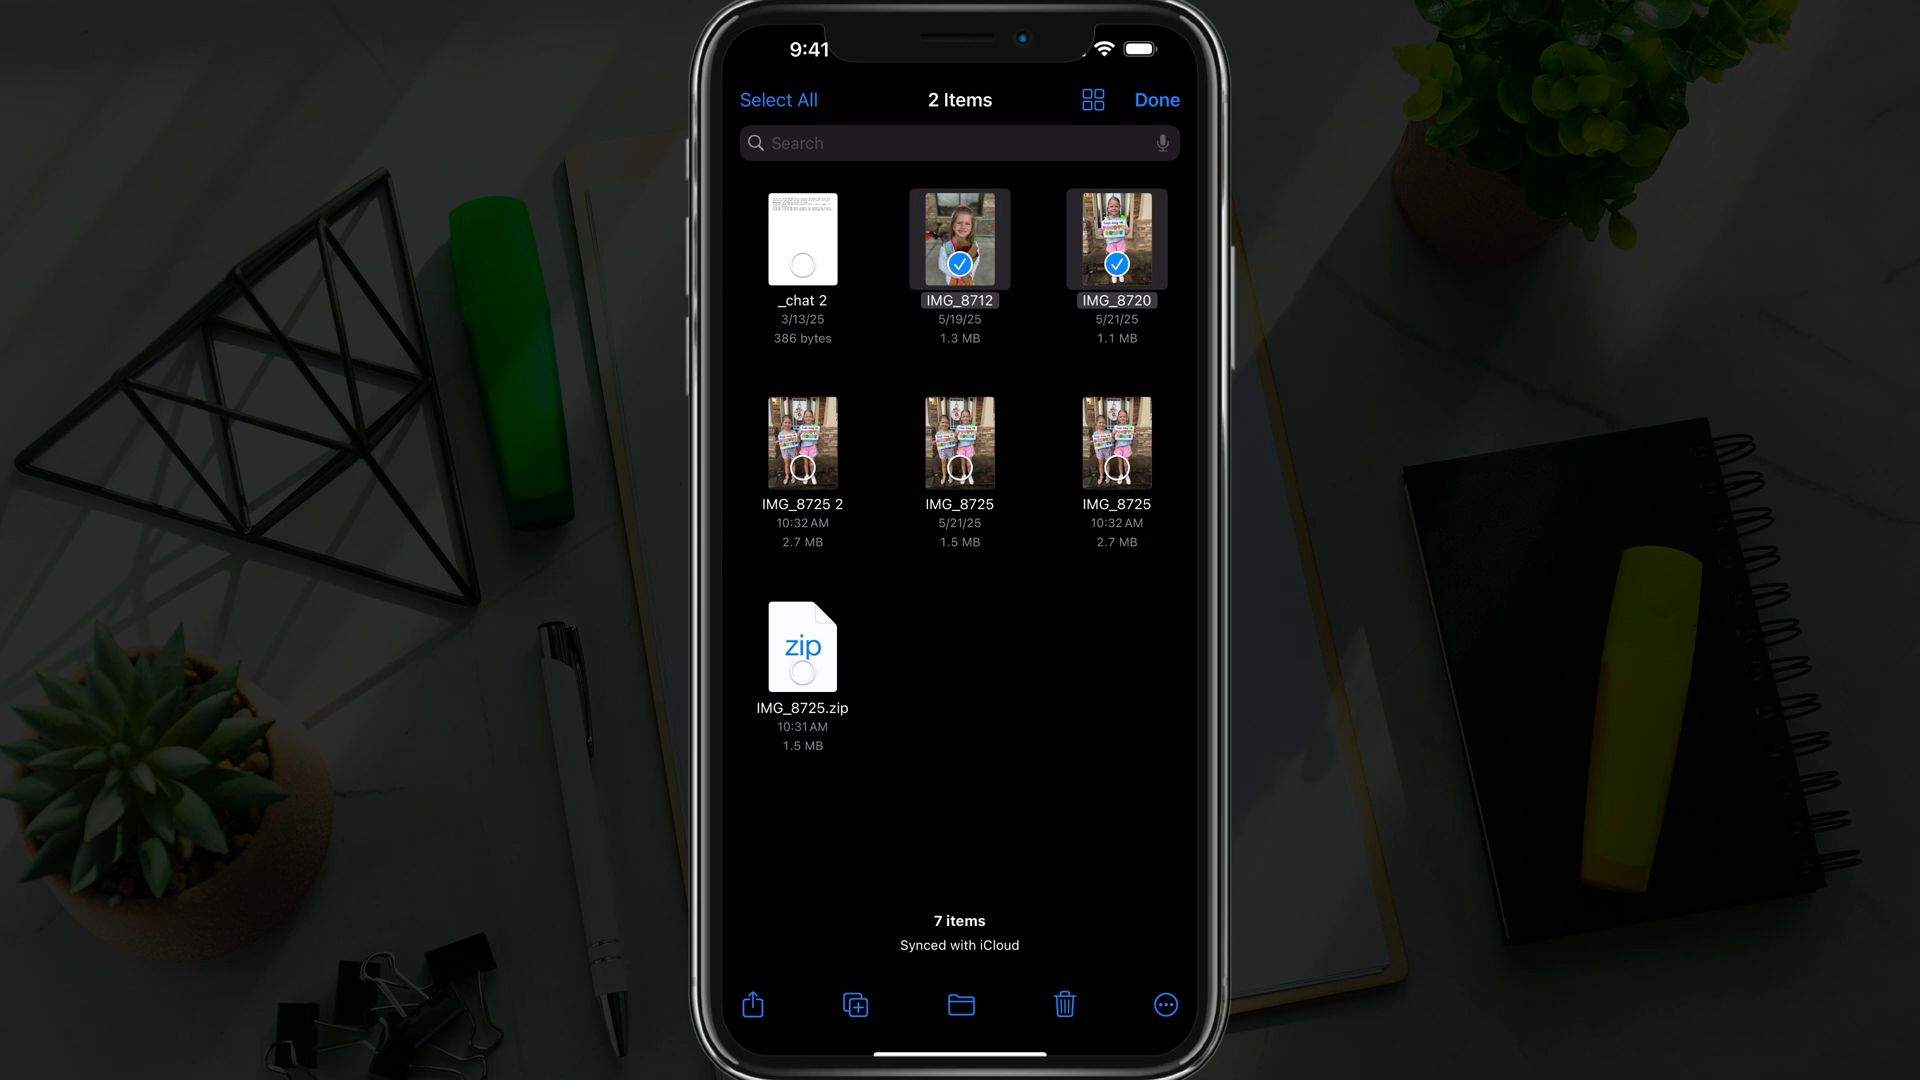 9:41
Select All 2 Items Done
Search
_chat 2 IMG_8712 IMG_8720
3/13/25 5/19/25 5/21/25
386 bytes 1.3 MB 1.1 MB
IMG_8725 2 IMG_8725 IMG_8725
10:32 AM 5/21/25 10:32 AM
2.7 MB 1.5 MB 2.7 MB
zip
IMG_8725.zip
10:31 AM
1.5 MB
7 items
Synced with iCloud